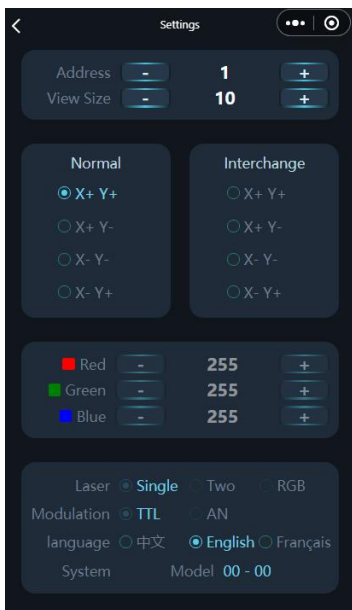 Settings
Address - 1 +
View Size - 10 +
Normal Interchange
X+ Y+ X+ Y+
X+ Y- X+ Y-
X- Y- X- Y-
X- Y+ X- Y+
Red - 255 +
Green - 255 +
Blue - 255 +
Laser Single Two RGB
Modulation TTL AN
language 中文 English Français
System Model 00 - 00